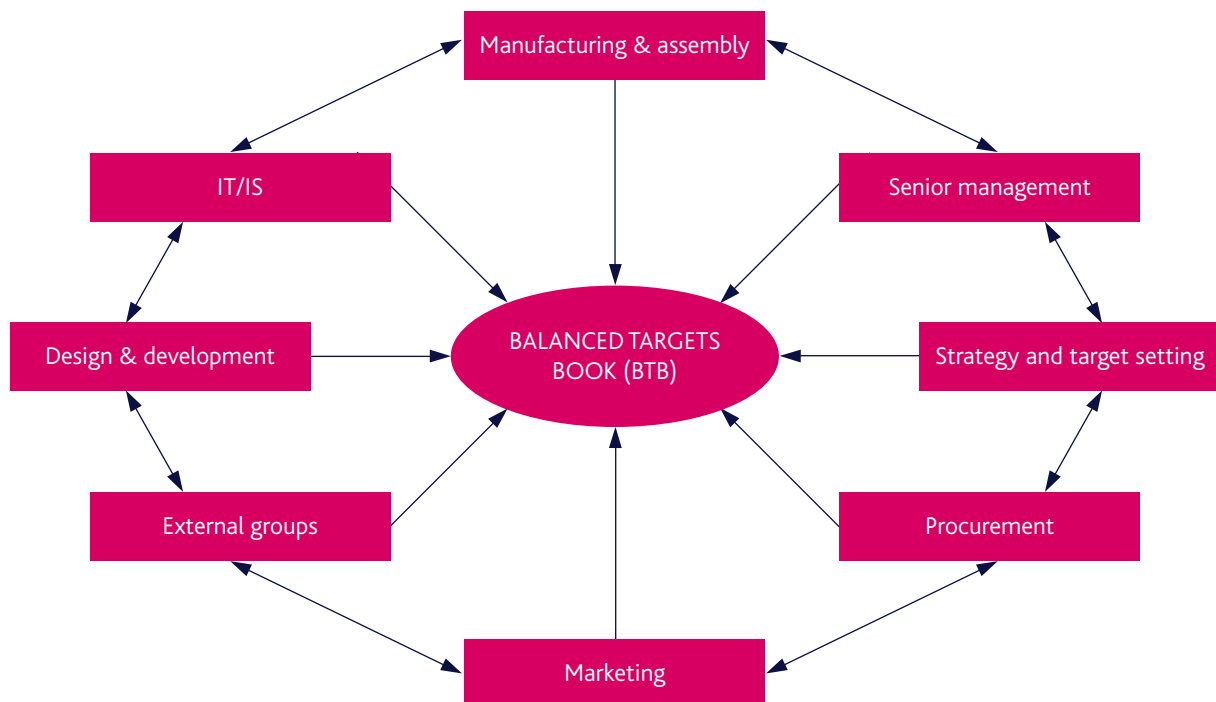 Manufacturing & assembly
IT/IS
Senior management
BALANCED TARGETS
BOOK (BTB)
Design & development
Strategy and target setting
External groups
Procurement
Marketing